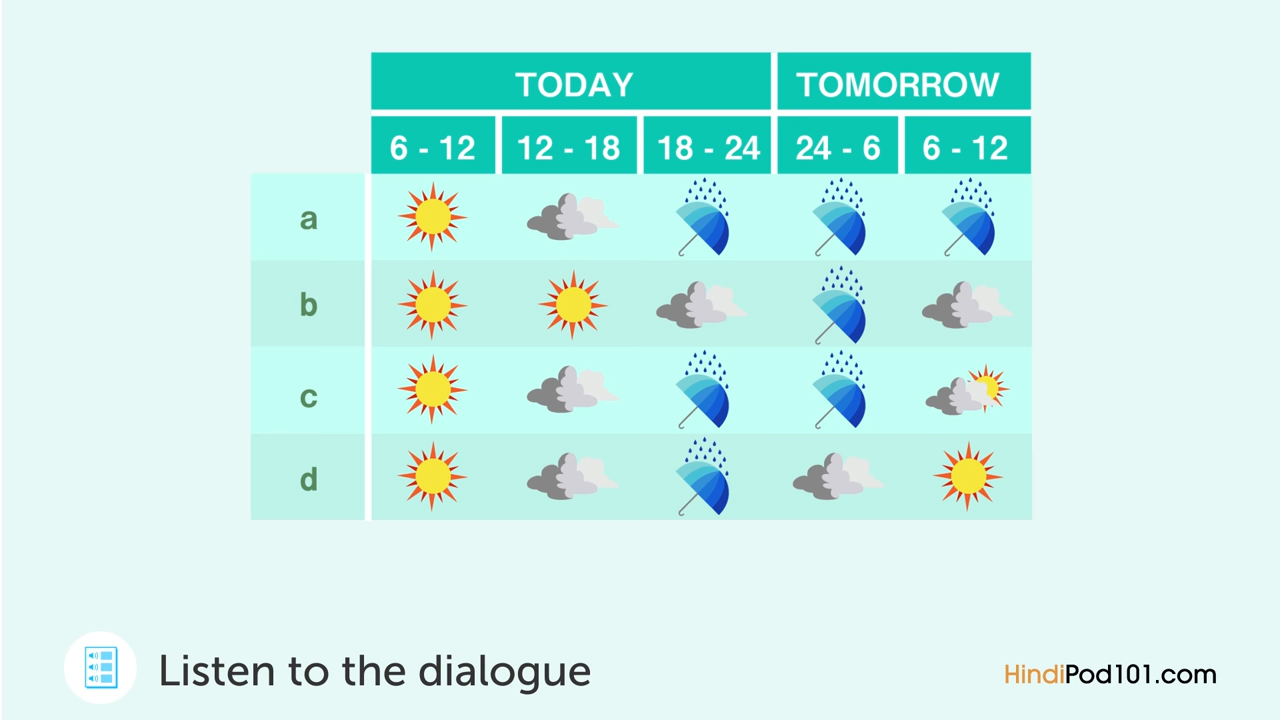 TODAY TOMORROW
6 - 12 12 - 18 18 - 24 24 - 6 6 - 12
a
b
c
d
Listen to the dialogue
HindiPod101.com